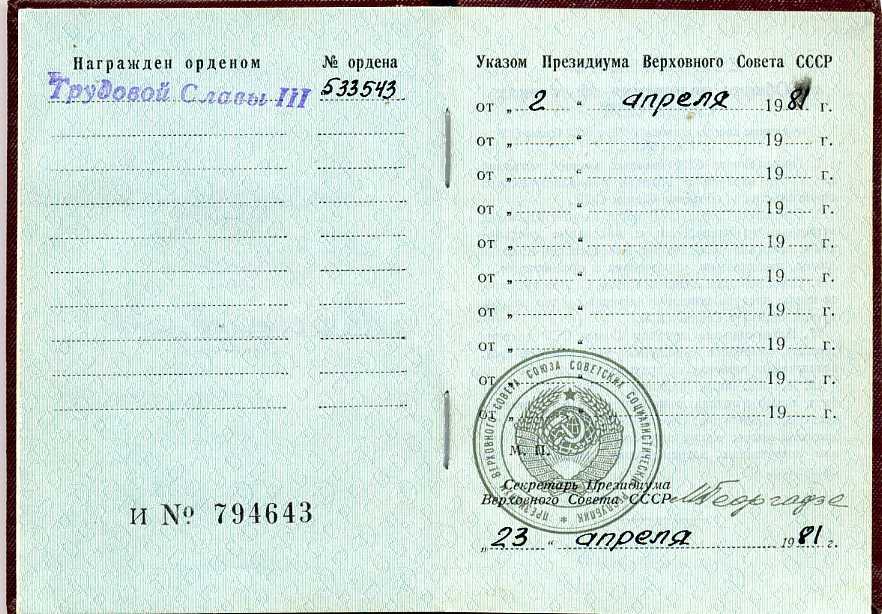 Награжден орденом
№ ордена
Трудовой Славы III
533543
И № 794643
Указом Президиума Верховного Совета СССР
от „ 2 “ апреля 1981 г.
от „ “ 19 г.
от „ “ 19 г.
от „ “ 19 г.
от „ “ 19 г.
от „ “ 19 г.
от „ “ 19 г.
от „ “ 19 г.
от „ “ 19 г.
от „ “ 19 г.
ПРЕЗИДИУМ ВЕРХОВНОГО СОВЕТА СОЮЗА СОВЕТСКИХ СОЦИАЛИСТИЧЕСКИХ РЕСПУБЛИК
М. П.
Секретарь Президиума
Верховного Совета СССР
МГеоргадзе
„ 23 “ апреля 1981 г.